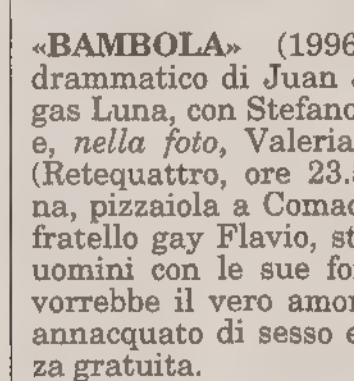 «BAMBOLA» (1996
drammatico di Juan
gas Luna, con Stefano
e, nella foto, Valeria
(Retequattro, ore 23.
na, pizzaiola a Comac
fratello gay Flavio, st
uomini con le sue fo
vorrebbe il vero amor
annacquato di sesso e
za gratuita.